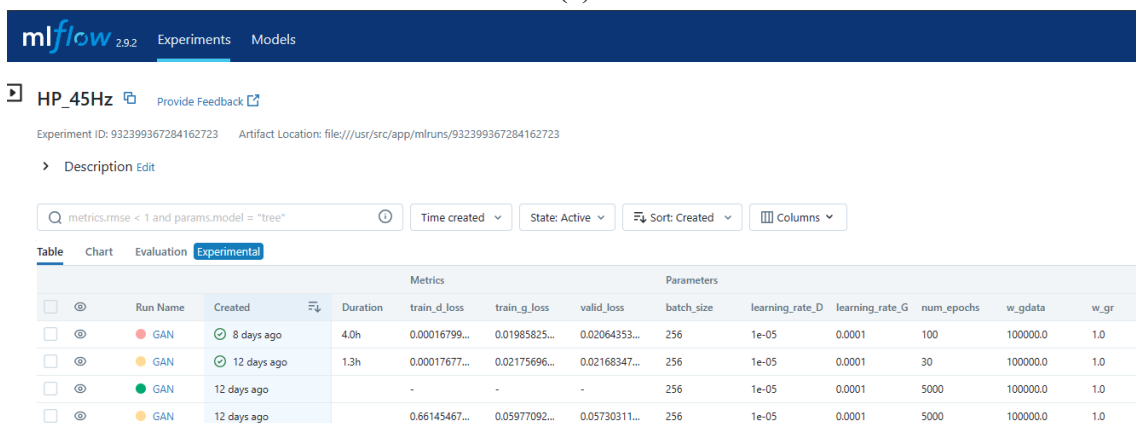 mlflow 2.9.2 Experiments Models
HP_45Hz Provide Feedback
Experiment ID: 932399367284162723 Artifact Location: file:///usr/src/app/mlruns/932399367284162723
Description Edit
metrics.rmse < 1 and params.model = "tree" Time created State: Active Sort: Created Columns
Table Chart Evaluation Experimental
Metrics Parameters
Run Name Created Duration train_d_loss train_g_loss valid_loss batch_size learning_rate_D learning_rate_G num_epochs w_gdata w_gr
GAN 8 days ago 4.0h 0.00016799... 0.01985825... 0.02064353... 256 1e-05 0.0001 100 100000.0 1.0
GAN 12 days ago 1.3h 0.00017677... 0.02175696... 0.02168347... 256 1e-05 0.0001 30 100000.0 1.0
GAN 12 days ago - - - 256 1e-05 0.0001 5000 100000.0 1.0
GAN 12 days ago 0.66145467... 0.05977092... 0.05730311... 256 1e-05 0.0001 5000 100000.0 1.0